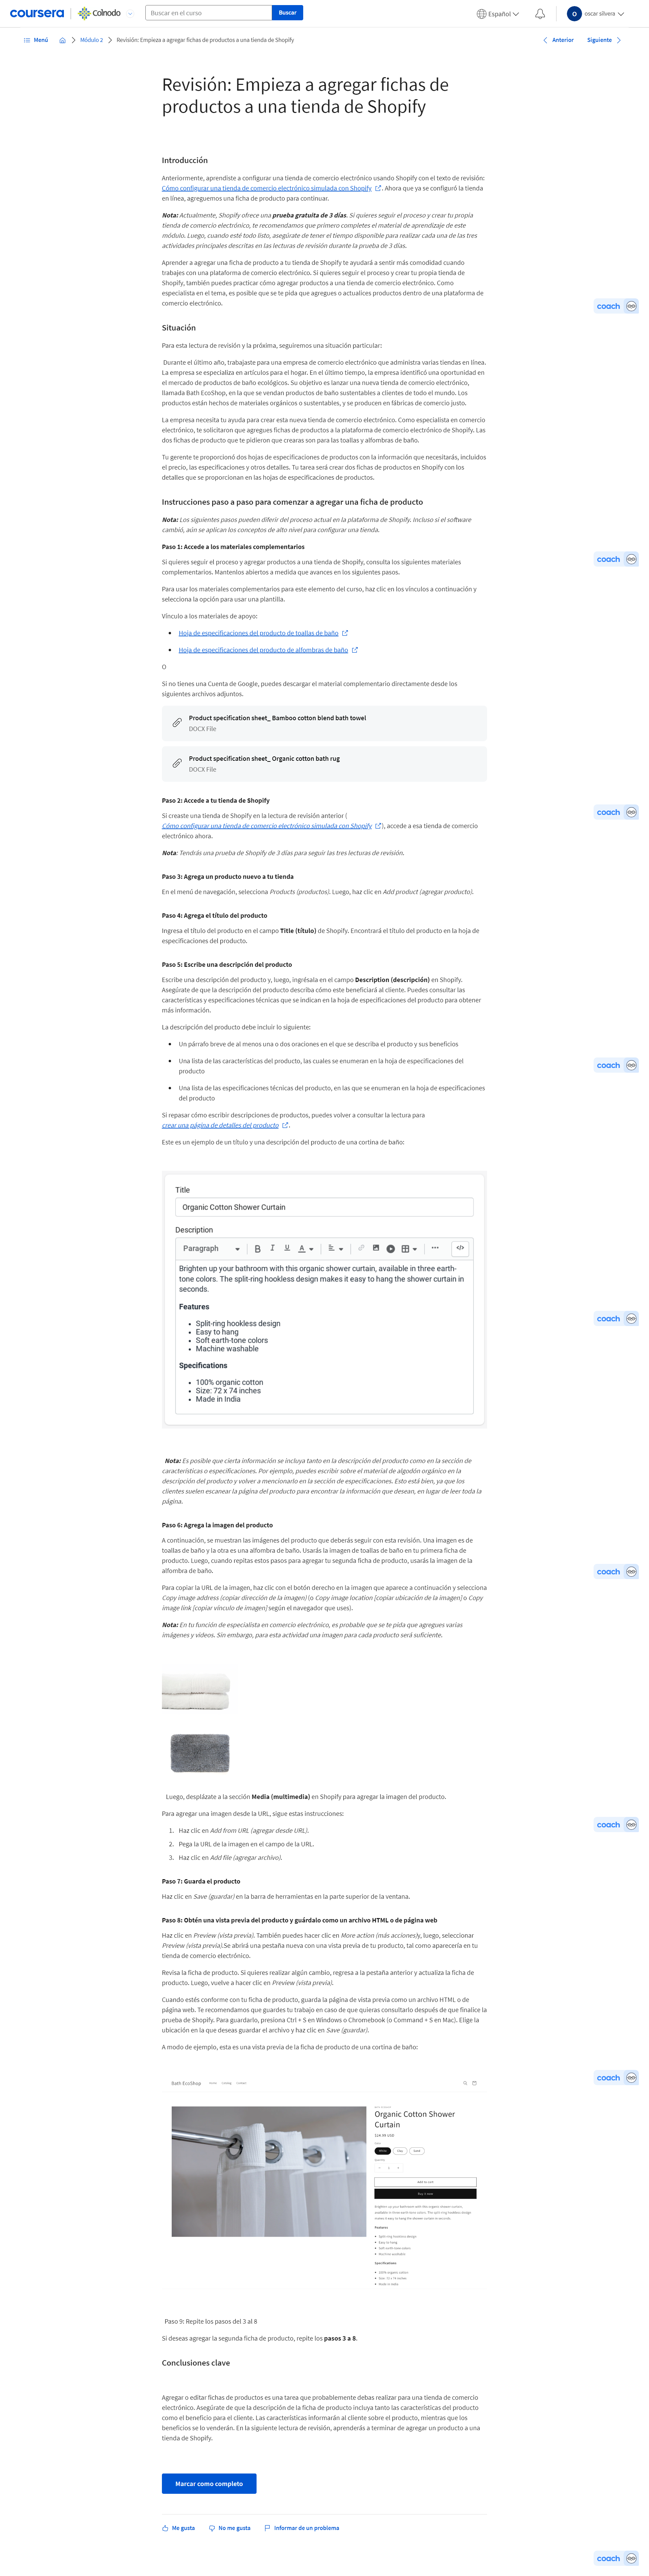 coursera
Colnodo
Buscar en el curso
Buscar
Español
O
oscar silvera
Menú
Módulo 2
Revisión: Empieza a agregar fichas de productos a una tienda de Shopify
Anterior
Siguiente
Revisión: Empieza a agregar fichas de
productos a una tienda de Shopify
Introducción
Anteriormente, aprendiste a configurar una tienda de comercio electrónico usando Shopify con el texto de revisión:
Cómo configurar una tienda de comercio electrónico simulada con Shopify. Ahora que ya se configuró la tienda
en línea, agreguemos una ficha de producto para continuar.
Nota: Actualmente, Shopify ofrece una prueba gratuita de 3 días. Si quieres seguir el proceso y crear tu propia
tienda de comercio electrónico, te recomendamos que primero completes el material de aprendizaje de este
módulo. Luego, cuando esté todo listo, asegúrate de tener el tiempo disponible para realizar cada una de las tres
actividades principales descritas en las lecturas de revisión durante la prueba de 3 días.
Aprender a agregar una ficha de producto a tu tienda de Shopify te ayudará a sentir más comodidad cuando
trabajes con una plataforma de comercio electrónico. Si quieres seguir el proceso y crear tu propia tienda de
Shopify, también puedes practicar cómo agregar productos a una tienda de comercio electrónico. Como
especialista en el tema, es posible que se te pida que agregues o actualices productos dentro de una plataforma de
comercio electrónico.
coach
Situación
Para esta lectura de revisión y la próxima, seguiremos una situación particular:
Durante el último año, trabajaste para una empresa de comercio electrónico que administra varias tiendas en línea.
La empresa se especializa en artículos para el hogar. En el último tiempo, la empresa identificó una oportunidad en
el mercado de productos de baño ecológicos. Su objetivo es lanzar una nueva tienda de comercio electrónico,
llamada Bath EcoShop, en la que se vendan productos de baño sustentables a clientes de todo el mundo. Los
productos están hechos de materiales orgánicos o sustentables, y se producen en fábricas de comercio justo.
La empresa necesita tu ayuda para crear esta nueva tienda de comercio electrónico. Como especialista en comercio
electrónico, te solicitaron que agregues fichas de productos a la plataforma de comercio electrónico de Shopify. Las
dos fichas de producto que te pidieron que crearas son para las toallas y alfombras de baño.
Tu gerente te proporcionó dos hojas de especificaciones de productos con la información que necesitarás, incluidos
el precio, las especificaciones y otros detalles. Tu tarea será crear dos fichas de productos en Shopify con los
detalles que se proporcionan en las hojas de especificaciones de productos.
Instrucciones paso a paso para comenzar a agregar una ficha de producto
Nota: Los siguientes pasos pueden diferir del proceso actual en la plataforma de Shopify. Incluso si el software
cambió, aún se aplican los conceptos de alto nivel para configurar una tienda.
Paso 1: Accede a los materiales complementarios
coach
Si quieres seguir el proceso y agregar productos a una tienda de Shopify, consulta los siguientes materiales
complementarios. Mantenlos abiertos a medida que avances en los siguientes pasos.
Para usar los materiales complementarios para este elemento del curso, haz clic en los vínculos a continuación y
selecciona la opción para usar una plantilla.
Vínculo a los materiales de apoyo:
Hoja de especificaciones del producto de toallas de baño
Hoja de especificaciones del producto de alfombras de baño
O
Si no tienes una Cuenta de Google, puedes descargar el material complementario directamente desde los
siguientes archivos adjuntos.
Product specification sheet_ Bamboo cotton blend bath towel
DOCX File
Product specification sheet_ Organic cotton bath rug
DOCX File
Paso 2: Accede a tu tienda de Shopify
coach
Si creaste una tienda de Shopify en la lectura de revisión anterior (
Cómo configurar una tienda de comercio electrónico simulada con Shopify), accede a esa tienda de comercio
electrónico ahora.
Nota: Tendrás una prueba de Shopify de 3 días para seguir las tres lecturas de revisión.
Paso 3: Agrega un producto nuevo a tu tienda
En el menú de navegación, selecciona Products (productos). Luego, haz clic en Add product (agregar producto).
Paso 4: Agrega el título del producto
Ingresa el título del producto en el campo Title (título) de Shopify. Encontrará el título del producto en la hoja de
especificaciones del producto.
Paso 5: Escribe una descripción del producto
Escribe una descripción del producto y, luego, ingrésala en el campo Description (descripción) en Shopify.
Asegúrate de que la descripción del producto describa cómo este beneficiará al cliente. Puedes consultar las
características y especificaciones técnicas que se indican en la hoja de especificaciones del producto para obtener
más información.
La descripción del producto debe incluir lo siguiente:
Un párrafo breve de al menos una o dos oraciones en el que se describa el producto y sus beneficios
Una lista de las características del producto, las cuales se enumeran en la hoja de especificaciones del
producto
coach
Una lista de las especificaciones técnicas del producto, en las que se enumeran en la hoja de especificaciones
del producto
Si repasar cómo escribir descripciones de productos, puedes volver a consultar la lectura para
crear una página de detalles del producto.
Este es un ejemplo de un título y una descripción del producto de una cortina de baño:
Title
Organic Cotton Shower Curtain
Description
Paragraph
B I U A
</>
Brighten up your bathroom with this organic shower curtain, available in three earth-
tone colors. The split-ring hookless design makes it easy to hang the shower curtain in
seconds.
Features
Split-ring hookless design
Easy to hang
Soft earth-tone colors
Machine washable
coach
Specifications
100% organic cotton
Size: 72 x 74 inches
Made in India
Nota: Es posible que cierta información se incluya tanto en la descripción del producto como en la sección de
características o especificaciones. Por ejemplo, puedes escribir sobre el material de algodón orgánico en la
descripción del producto y volver a mencionarlo en la sección de especificaciones. Esto está bien, ya que los
clientes suelen escanear la página del producto para encontrar la información que desean, en lugar de leer toda la
página.
Paso 6: Agrega la imagen del producto
A continuación, se muestran las imágenes del producto que deberás seguir con esta revisión. Una imagen es de
toallas de baño y la otra es una alfombra de baño. Usarás la imagen de toallas de baño en tu primera ficha de
producto. Luego, cuando repitas estos pasos para agregar tu segunda ficha de producto, usarás la imagen de la
alfombra de baño.
coach
Para copiar la URL de la imagen, haz clic con el botón derecho en la imagen que aparece a continuación y selecciona
Copy image address (copiar dirección de la imagen) (o Copy image location [copiar ubicación de la imagen] o Copy
image link [copiar vínculo de imagen] según el navegador que uses).
Nota: En tu función de especialista en comercio electrónico, es probable que se te pida que agregues varias
imágenes y videos. Sin embargo, para esta actividad una imagen para cada producto será suficiente.
Luego, desplázate a la sección Media (multimedia) en Shopify para agregar la imagen del producto.
Para agregar una imagen desde la URL, sigue estas instrucciones:
1. Haz clic en Add from URL (agregar desde URL).
coach
2. Pega la URL de la imagen en el campo de la URL.
3. Haz clic en Add file (agregar archivo).
Paso 7: Guarda el producto
Haz clic en Save (guardar) en la barra de herramientas en la parte superior de la ventana.
Paso 8: Obtén una vista previa del producto y guárdalo como un archivo HTML o de página web
Haz clic en Preview (vista previa). También puedes hacer clic en More action (más acciones)y, luego, seleccionar
Preview (vista previa).Se abrirá una pestaña nueva con una vista previa de tu producto, tal como aparecería en tu
tienda de comercio electrónico.
Revisa la ficha de producto. Si quieres realizar algún cambio, regresa a la pestaña anterior y actualiza la ficha de
producto. Luego, vuelve a hacer clic en Preview (vista previa).
Cuando estés conforme con tu ficha de producto, guarda la página de vista previa como un archivo HTML o de
página web. Te recomendamos que guardes tu trabajo en caso de que quieras consultarlo después de que finalice la
prueba de Shopify. Para guardarlo, presiona Ctrl + S en Windows o Chromebook (o Command + S en Mac). Elige la
ubicación en la que deseas guardar el archivo y haz clic en Save (guardar).
A modo de ejemplo, esta es una vista previa de la ficha de producto de una cortina de baño:
coach
Bath EcoShop
Home Catalog Contact
Organic Cotton Shower
Curtain
$24.99 USD
Add to cart
Buy it now
Brighten up your bathroom with this organic shower curtain,
available in three earth-tone colors. The split-ring hookless design
makes it easy to hang the shower curtain in seconds.
Features
Split-ring hookless design
Easy to hang
Soft earth-tone colors
Machine washable
Specifications
100% organic cotton
Size: 72 x 74 inches
Made in India
Paso 9: Repite los pasos del 3 al 8
Si deseas agregar la segunda ficha de producto, repite los pasos 3 a 8.
Conclusiones clave
Agregar o editar fichas de productos es una tarea que probablemente debas realizar para una tienda de comercio
electrónico. Asegúrate de que la descripción de la ficha de producto incluya tanto las características del producto
como el beneficio para el cliente. Las características informarán al cliente sobre el producto, mientras que los
beneficios se lo venderán. En la siguiente lectura de revisión, aprenderás a terminar de agregar un producto a una
tienda de Shopify.
Marcar como completo
Me gusta
No me gusta
Informar de un problema
coach